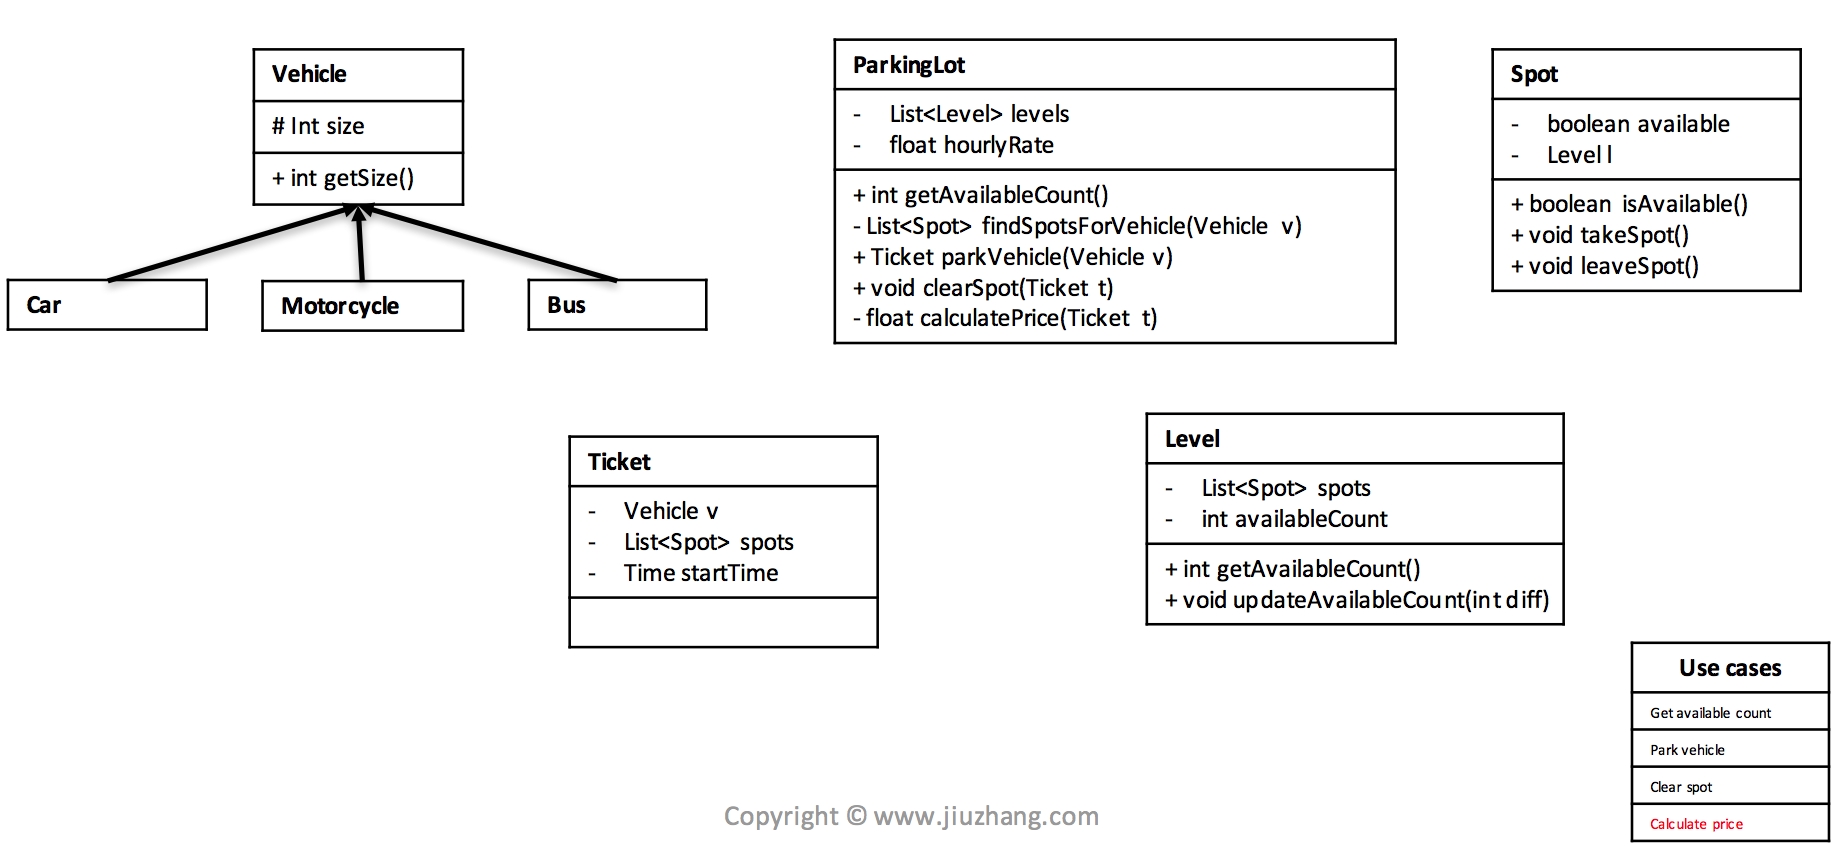 Vehicle
# Int size
+ int getSize()
Car
Motorcycle
Bus
ParkingLot
- List<Level> levels
- float hourlyRate
+ int getAvailableCount()
- List<Spot> findSpotsForVehicle(Vehicle v)
+ Ticket parkVehicle(Vehicle v)
+ void clearSpot(Ticket t)
- float calculatePrice(Ticket t)
Spot
- boolean available
- Level l
+ boolean isAvailable()
+ void takeSpot()
+ void leaveSpot()
Ticket
- Vehicle v
- List<Spot> spots
- Time startTime
Level
- List<Spot> spots
- int availableCount
+ int getAvailableCount()
+ void updateAvailableCount(int diff)
Use cases
Get available count
Park vehicle
Clear spot
Calculate price
Copyright © www.jiuzhang.com